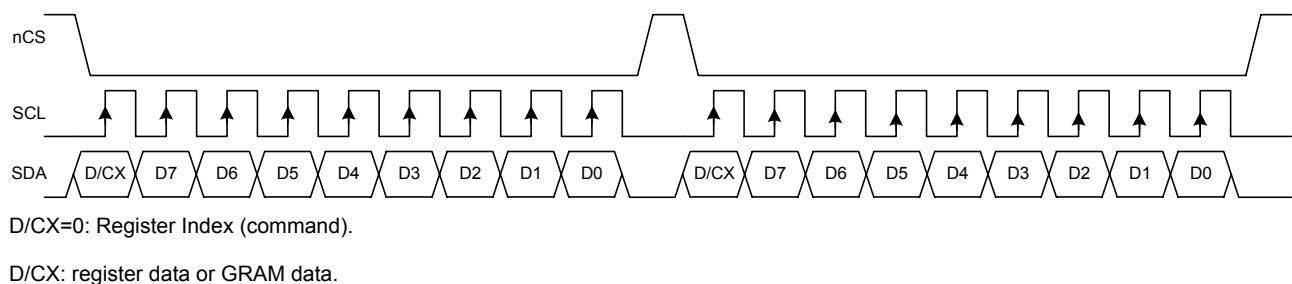 nCS
SCL
SDA D/CX D7 D6 D5 D4 D3 D2 D1 D0 D/CX D7 D6 D5 D4 D3 D2 D1 D0
D/CX=0: Register Index (command).
D/CX: register data or GRAM data.